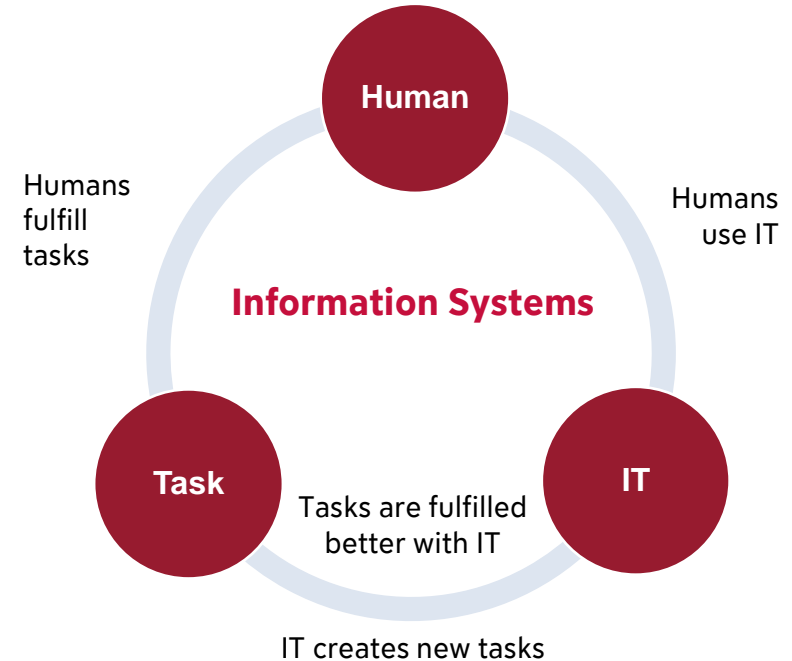 Human
Humans
fulfill
tasks
Humans
use IT
Information Systems
Task
IT
Tasks are fulfilled
better with IT
IT creates new tasks